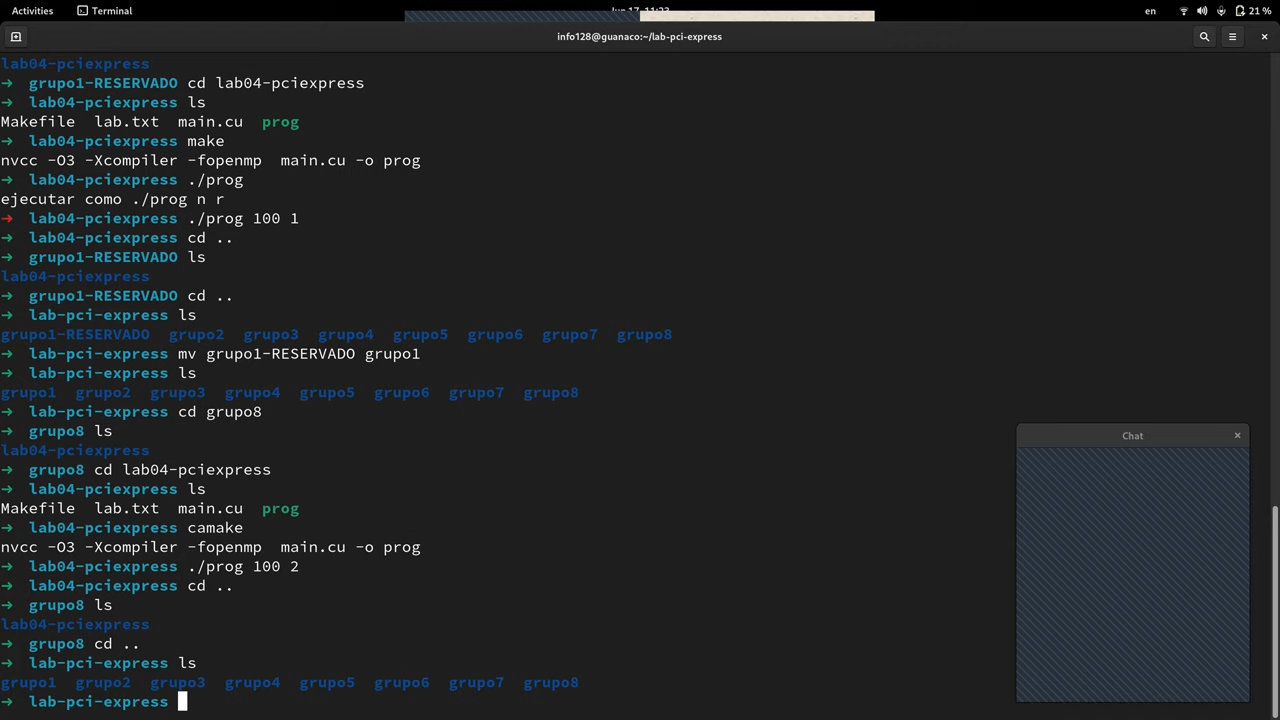 Activities Terminal
en 21 %
info128@guanaco:~/lab-pci-express
lab04-pciexpress
→ grupo1-RESERVADO cd lab04-pciexpress
→ lab04-pciexpress ls
Makefile lab.txt main.cu prog
→ lab04-pciexpress make
nvcc -O3 -Xcompiler -fopenmp main.cu -o prog
→ lab04-pciexpress ./prog
ejecutar como ./prog n r
→ lab04-pciexpress ./prog 100 1
→ lab04-pciexpress cd ..
→ grupo1-RESERVADO ls
lab04-pciexpress
→ grupo1-RESERVADO cd ..
→ lab-pci-express ls
grupo1-RESERVADO grupo2 grupo3 grupo4 grupo5 grupo6 grupo7 grupo8
→ lab-pci-express mv grupo1-RESERVADO grupo1
→ lab-pci-express ls
grupo1 grupo2 grupo3 grupo4 grupo5 grupo6 grupo7 grupo8
→ lab-pci-express cd grupo8
→ grupo8 ls
lab04-pciexpress
→ grupo8 cd lab04-pciexpress
→ lab04-pciexpress ls
Makefile lab.txt main.cu prog
→ lab04-pciexpress camake
nvcc -O3 -Xcompiler -fopenmp main.cu -o prog
→ lab04-pciexpress ./prog 100 2
→ lab04-pciexpress cd ..
→ grupo8 ls
lab04-pciexpress
→ grupo8 cd ..
→ lab-pci-express ls
grupo1 grupo2 grupo3 grupo4 grupo5 grupo6 grupo7 grupo8
→ lab-pci-express
Chat